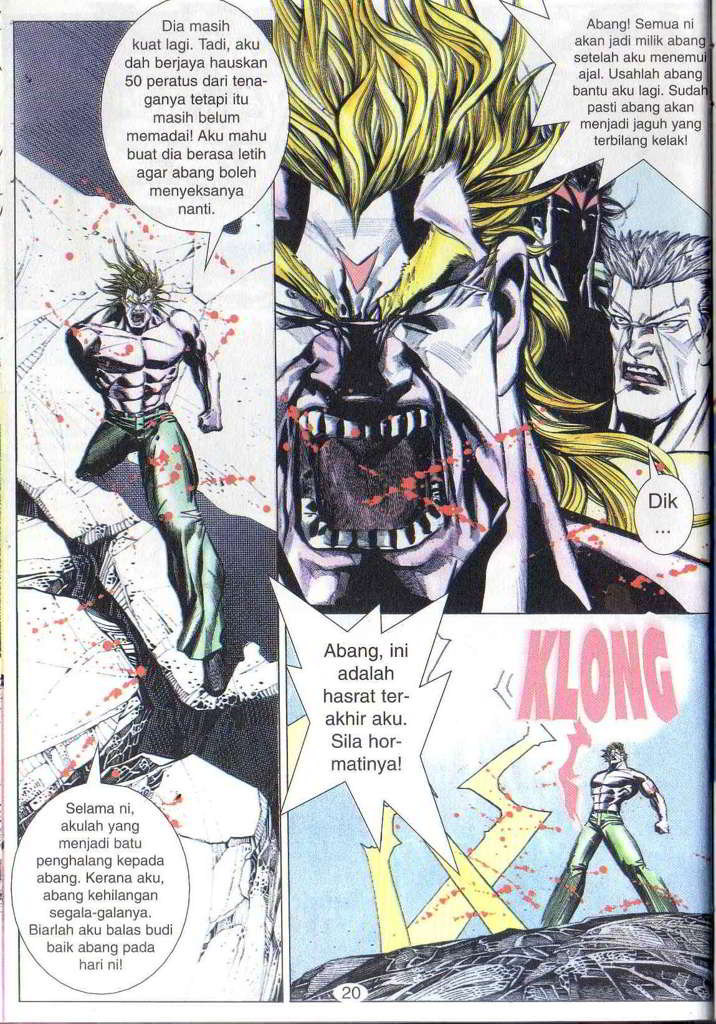 Dia masih
kuat lagi. Tadi, aku
dah berjaya hauskan
50 peratus dari tena-
ganya tetapi itu
masih belum
memadai! Aku mahu
buat dia berasa letih
agar abang boleh
menyeksanya
nanti.
Abang! Semua ni
akan jadi milik abang
setelah aku menemui
ajal. Usahlah abang
bantu aku lagi. Sudah
pasti abang akan
menjadi jaguh yang
terbilang kelak!
Dik
...
Selama ni,
akulah yang
menjadi batu
penghalang kepada
abang. Kerana aku,
abang kehilangan
segala-galanya.
Biarlah aku balas budi
baik abang pada
hari ni!
Abang, ini
adalah
hasrat ter-
akhir aku.
Sila hor-
matinya!
KLONG
20